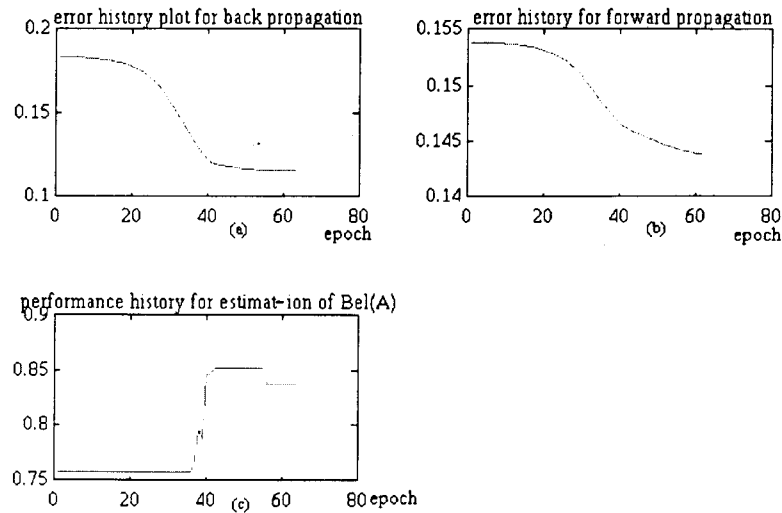 error history plot for back propagation
0.2
0.15
0.1
0 20 40 60 80
(a)
epoch
error history for forward propagation
0.155
0.15
0.145
0.14
0 20 40 60 80
(b)
epoch
performance history for estimat-ion of Bel(A)
0.9
0.85
0.8
0.75
0 20 40 60 80 epoch
(c)